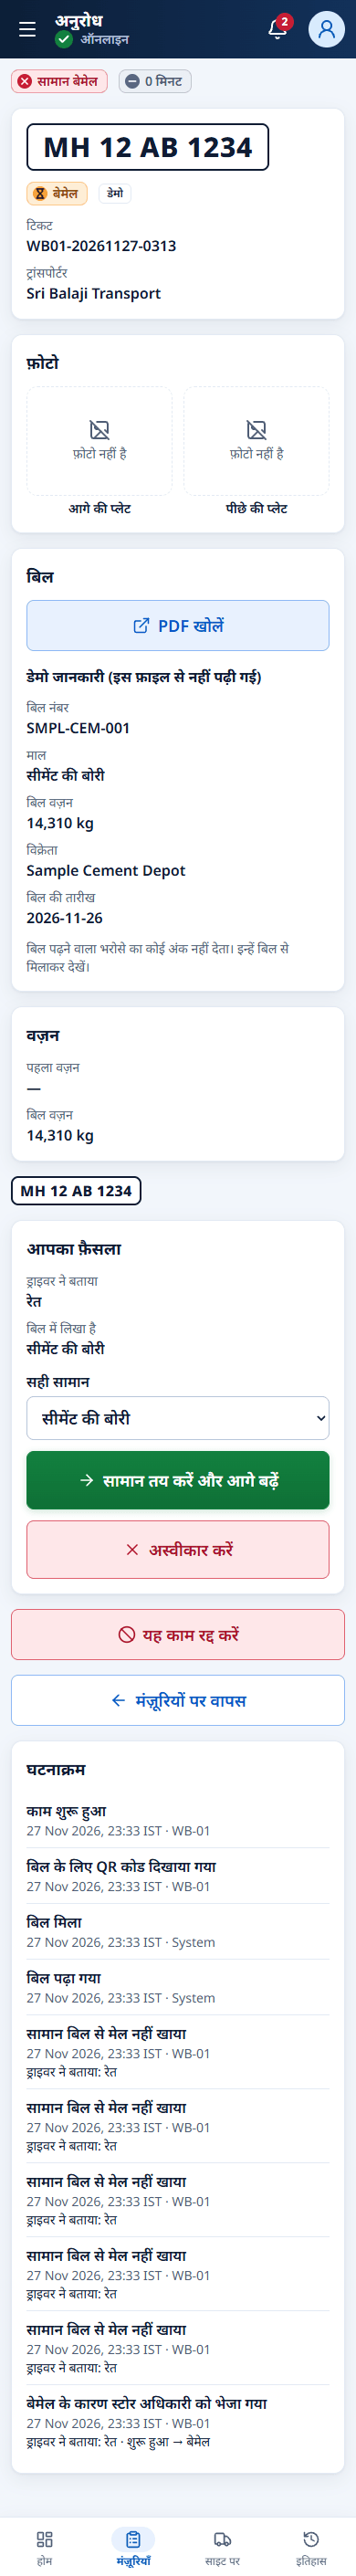 अनुरोध
ऑनलाइन
2
सामान बेमेल
0 मिनट
MH 12 AB 1234
बेमेल
डेमो
टिकट
WB01-20261127-0313
ट्रांसपोर्टर
Sri Balaji Transport
फ़ोटो
फ़ोटो नहीं है
फ़ोटो नहीं है
आगे की प्लेट
पीछे की प्लेट
बिल
PDF खोलें
डेमो जानकारी (इस फ़ाइल से नहीं पढ़ी गई)
बिल नंबर
SMPL-CEM-001
माल
सीमेंट की बोरी
बिल वज़न
14,310 kg
विक्रेता
Sample Cement Depot
बिल की तारीख
2026-11-26
बिल पढ़ने वाला भरोसे का कोई अंक नहीं देता। इन्हें बिल से
मिलाकर देखें।
वज़न
पहला वज़न
—
बिल वज़न
14,310 kg
MH 12 AB 1234
आपका फ़ैसला
ड्राइवर ने बताया
रेत
बिल में लिखा है
सीमेंट की बोरी
सही सामान
सीमेंट की बोरी
सामान तय करें और आगे बढ़ें
अस्वीकार करें
यह काम रद्द करें
मंज़ूरियों पर वापस
घटनाक्रम
काम शुरू हुआ
27 Nov 2026, 23:33 IST · WB-01
बिल के लिए QR कोड दिखाया गया
27 Nov 2026, 23:33 IST · WB-01
बिल मिला
27 Nov 2026, 23:33 IST · System
बिल पढ़ा गया
27 Nov 2026, 23:33 IST · System
सामान बिल से मेल नहीं खाया
27 Nov 2026, 23:33 IST · WB-01
ड्राइवर ने बताया: रेत
सामान बिल से मेल नहीं खाया
27 Nov 2026, 23:33 IST · WB-01
ड्राइवर ने बताया: रेत
सामान बिल से मेल नहीं खाया
27 Nov 2026, 23:33 IST · WB-01
ड्राइवर ने बताया: रेत
सामान बिल से मेल नहीं खाया
27 Nov 2026, 23:33 IST · WB-01
ड्राइवर ने बताया: रेत
सामान बिल से मेल नहीं खाया
27 Nov 2026, 23:33 IST · WB-01
ड्राइवर ने बताया: रेत
बेमेल के कारण स्टोर अधिकारी को भेजा गया
27 Nov 2026, 23:33 IST · WB-01
ड्राइवर ने बताया: रेत · शुरू हुआ → बेमेल
होम
मंज़ूरियाँ
साइट पर
इतिहास